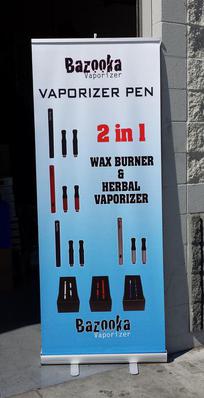 Bazooka
Vaporizer
VAPORIZER PEN
2 in 1
WAX BURNER
&
HERBAL
VAPORIZER
Bazooka
Vaporizer